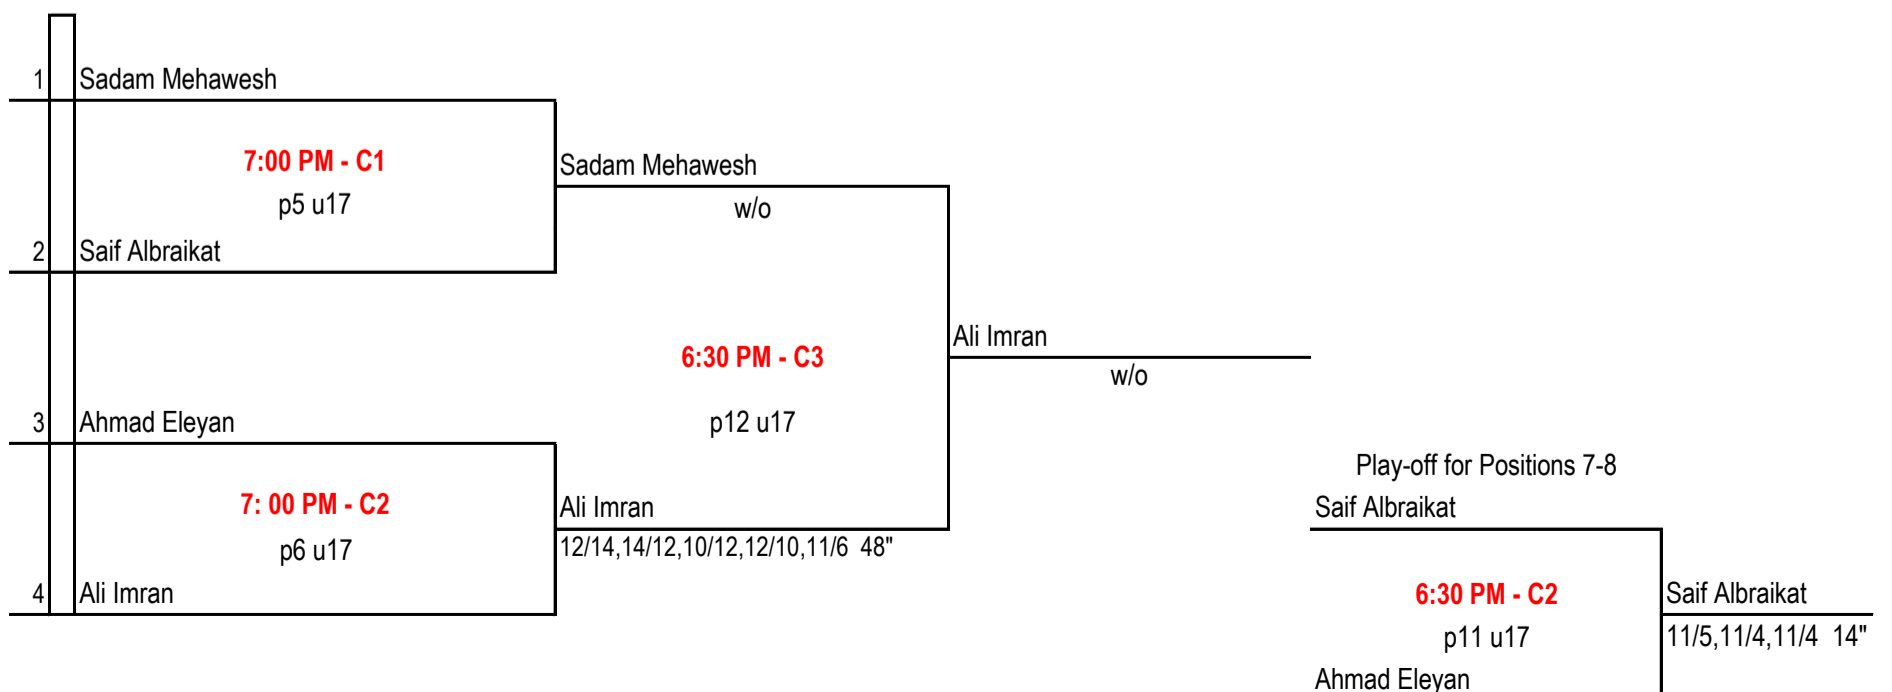 1 Sadam Mehawesh
7:00 PM - C1
p5 u17
2 Saif Albraikat
Sadam Mehawesh
w/o
3 Ahmad Eleyan
7: 00 PM - C2
p6 u17
4 Ali Imran
Ali Imran
12/14,14/12,10/12,12/10,11/6 48"
6:30 PM - C3
p12 u17
Ali Imran
w/o
Play-off for Positions 7-8
Saif Albraikat
6:30 PM - C2
p11 u17
Ahmad Eleyan
Saif Albraikat
11/5,11/4,11/4 14"